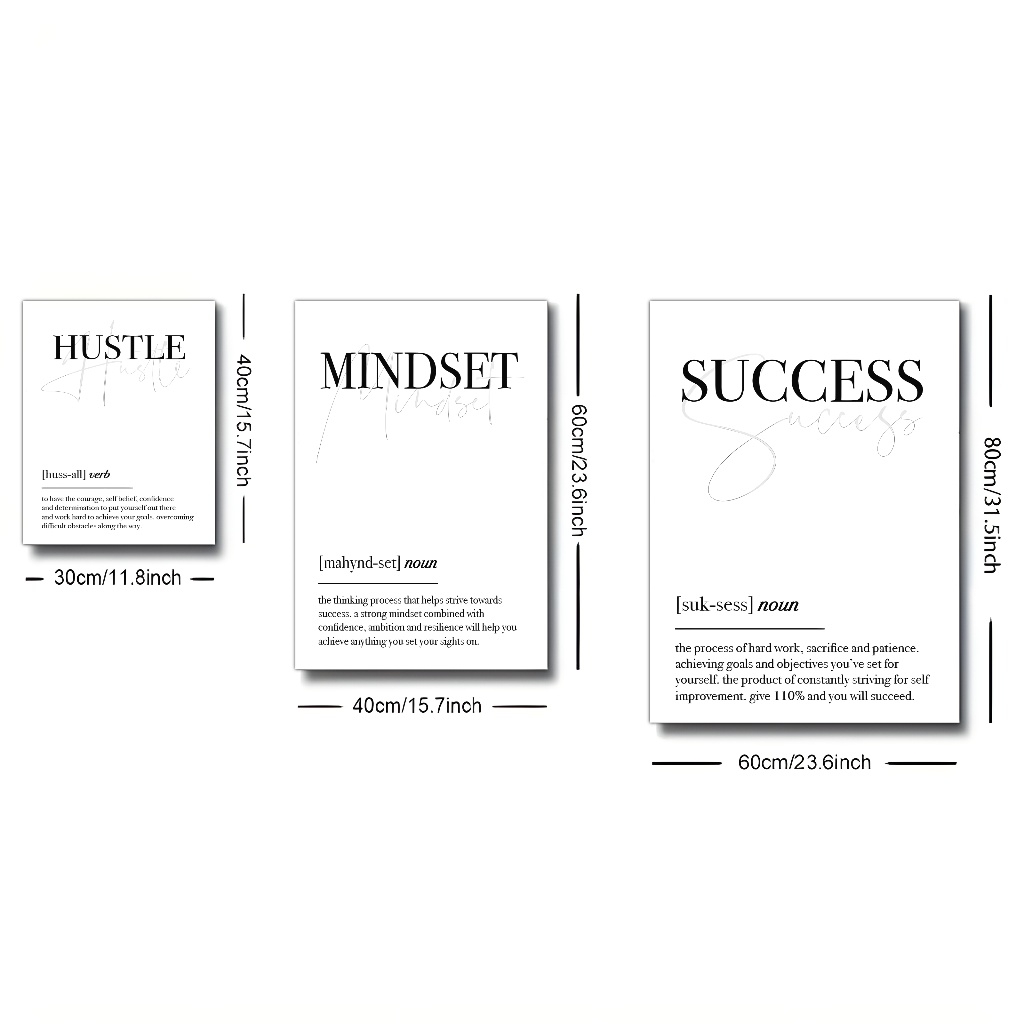 HUSTLE
Hustle
[huss-all] verb
to have the courage, self belief, confidence
and determination to put yourself out there
and work hard to achieve your goals. overcoming
difficult obstacles along the way.
40cm/15.7inch
30cm/11.8inch
MINDSET
Mindset
[mahynd-set] noun
the thinking process that helps strive towards
success. a strong mindset combined with
confidence, ambition and resilience will help you
achieve anything you set your sights on.
60cm/23.6inch
40cm/15.7inch
SUCCESS
Success
[suk-sess] noun
the process of hard work, sacrifice and patience.
achieving goals and objectives you've set for
yourself. the product of constantly striving for self
improvement. give 110% and you will succeed.
80cm/31.5inch
60cm/23.6inch